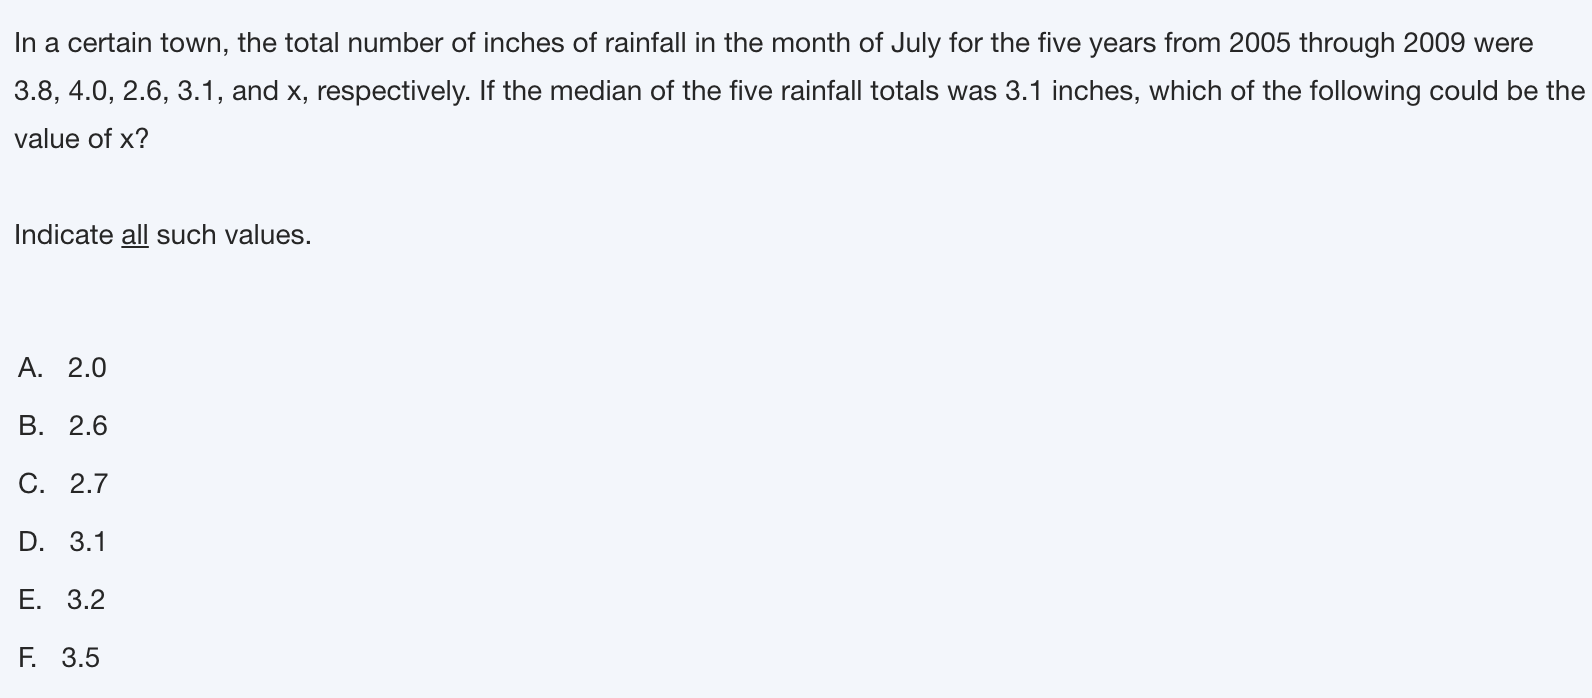 In a certain town, the total number of inches of rainfall in the month of July for the five years from 2005 through 2009 were
3.8, 4.0, 2.6, 3.1, and x, respectively. If the median of the five rainfall totals was 3.1 inches, which of the following could be the
value of x?
Indicate all such values.
A. 2.0
B. 2.6
C. 2.7
D. 3.1
E. 3.2
F. 3.5